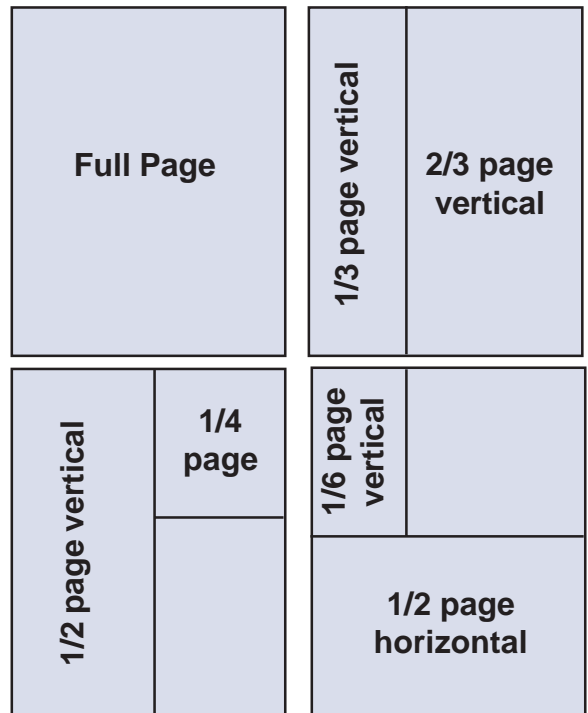 Full Page
1/3 page vertical
2/3 page
vertical
1/2 page vertical
1/4
page
1/6 page
vertical
1/2 page
horizontal